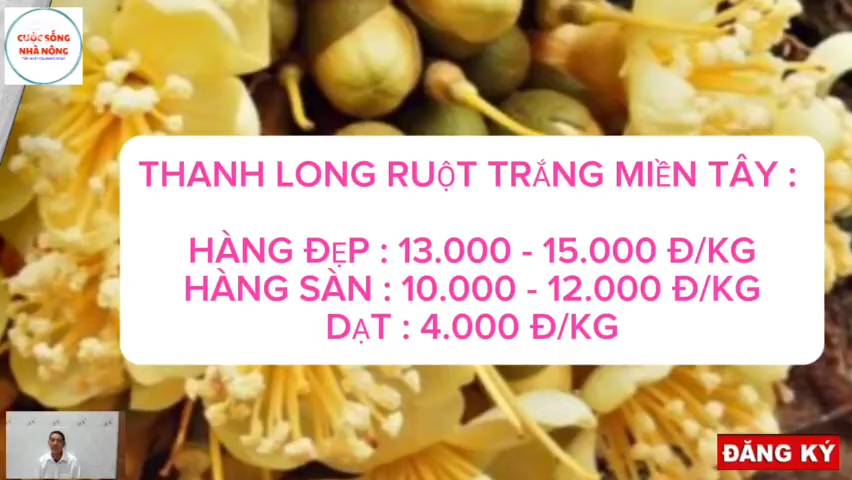 CUỘC SỐNG
NHÀ NÔNG
THANH LONG RUỘT TRẮNG MIỀN TÂY :
HÀNG ĐẸP : 13.000 - 15.000 Đ/KG
HÀNG SÀN : 10.000 - 12.000 Đ/KG
DẠT : 4.000 Đ/KG
ĐĂNG KÝ